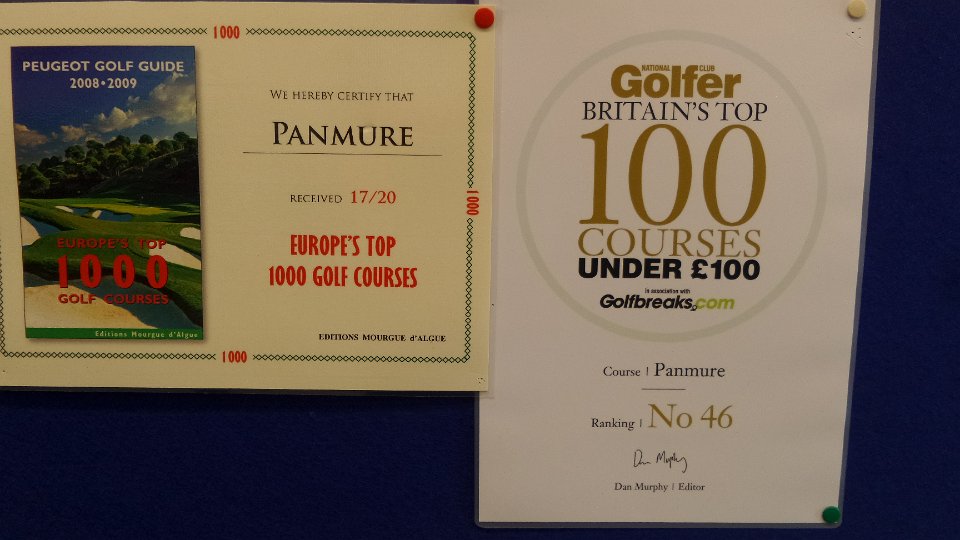 1000
PEUGEOT GOLF GUIDE
2008•2009
EUROPE'S TOP
1000
GOLF COURSES
Editions Mourgue d'Algue
WE HEREBY CERTIFY THAT
PANMURE
RECEIVED 17/20
EUROPE'S TOP
1000 GOLF COURSES
EDITIONS MOURGUE d'ALGUE
1000
1000
NATIONAL CLUB
Golfer
BRITAIN'S TOP
100
COURSES
UNDER £100
in association with
Golfbreaks.com
Course | Panmure
Ranking | No 46
Dan Murphy
Dan Murphy | Editor